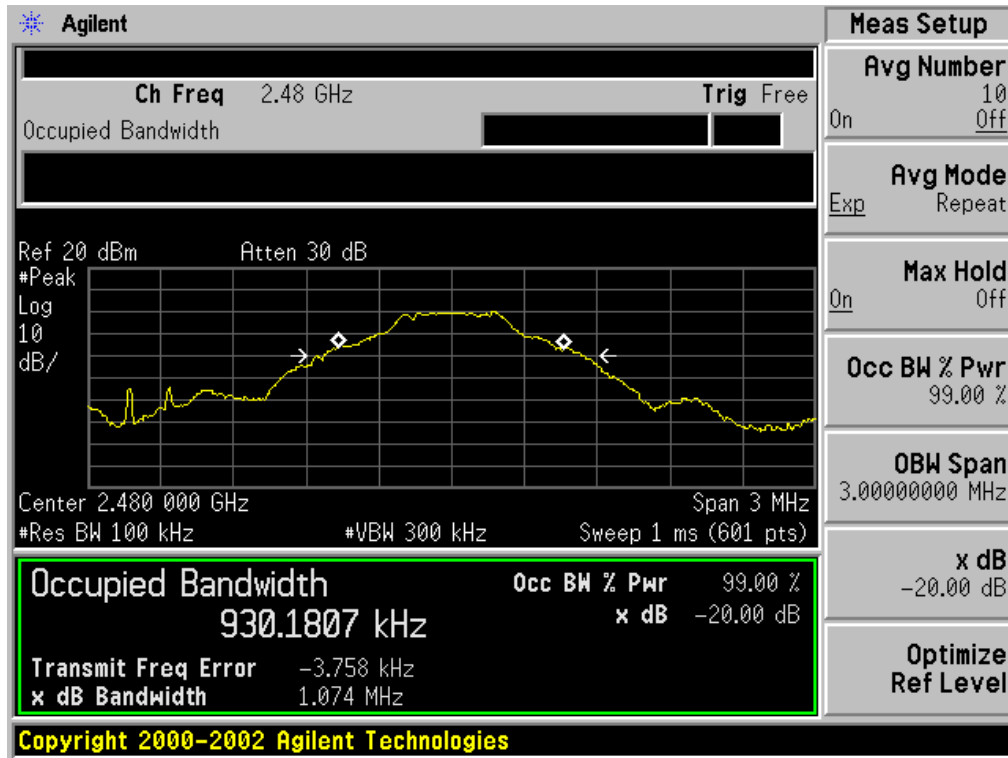 Agilent
Meas Setup
Ch Freq 2.48 GHz Trig Free
Occupied Bandwidth
Avg Number
10
On Off
Avg Mode
Exp Repeat
Max Hold
On Off
Occ BW % Pwr
99.00 %
OBW Span
3.00000000 MHz
x dB
-20.00 dB
Optimize
Ref Level
Ref 20 dBm Atten 30 dB
#Peak
Log
10
dB/
Center 2.480 000 GHz Span 3 MHz
#Res BW 100 kHz #VBW 300 kHz Sweep 1 ms (601 pts)
Occupied Bandwidth Occ BW % Pwr 99.00 %
930.1807 kHz x dB -20.00 dB
Transmit Freq Error -3.758 kHz
x dB Bandwidth 1.074 MHz
Copyright 2000-2002 Agilent Technologies